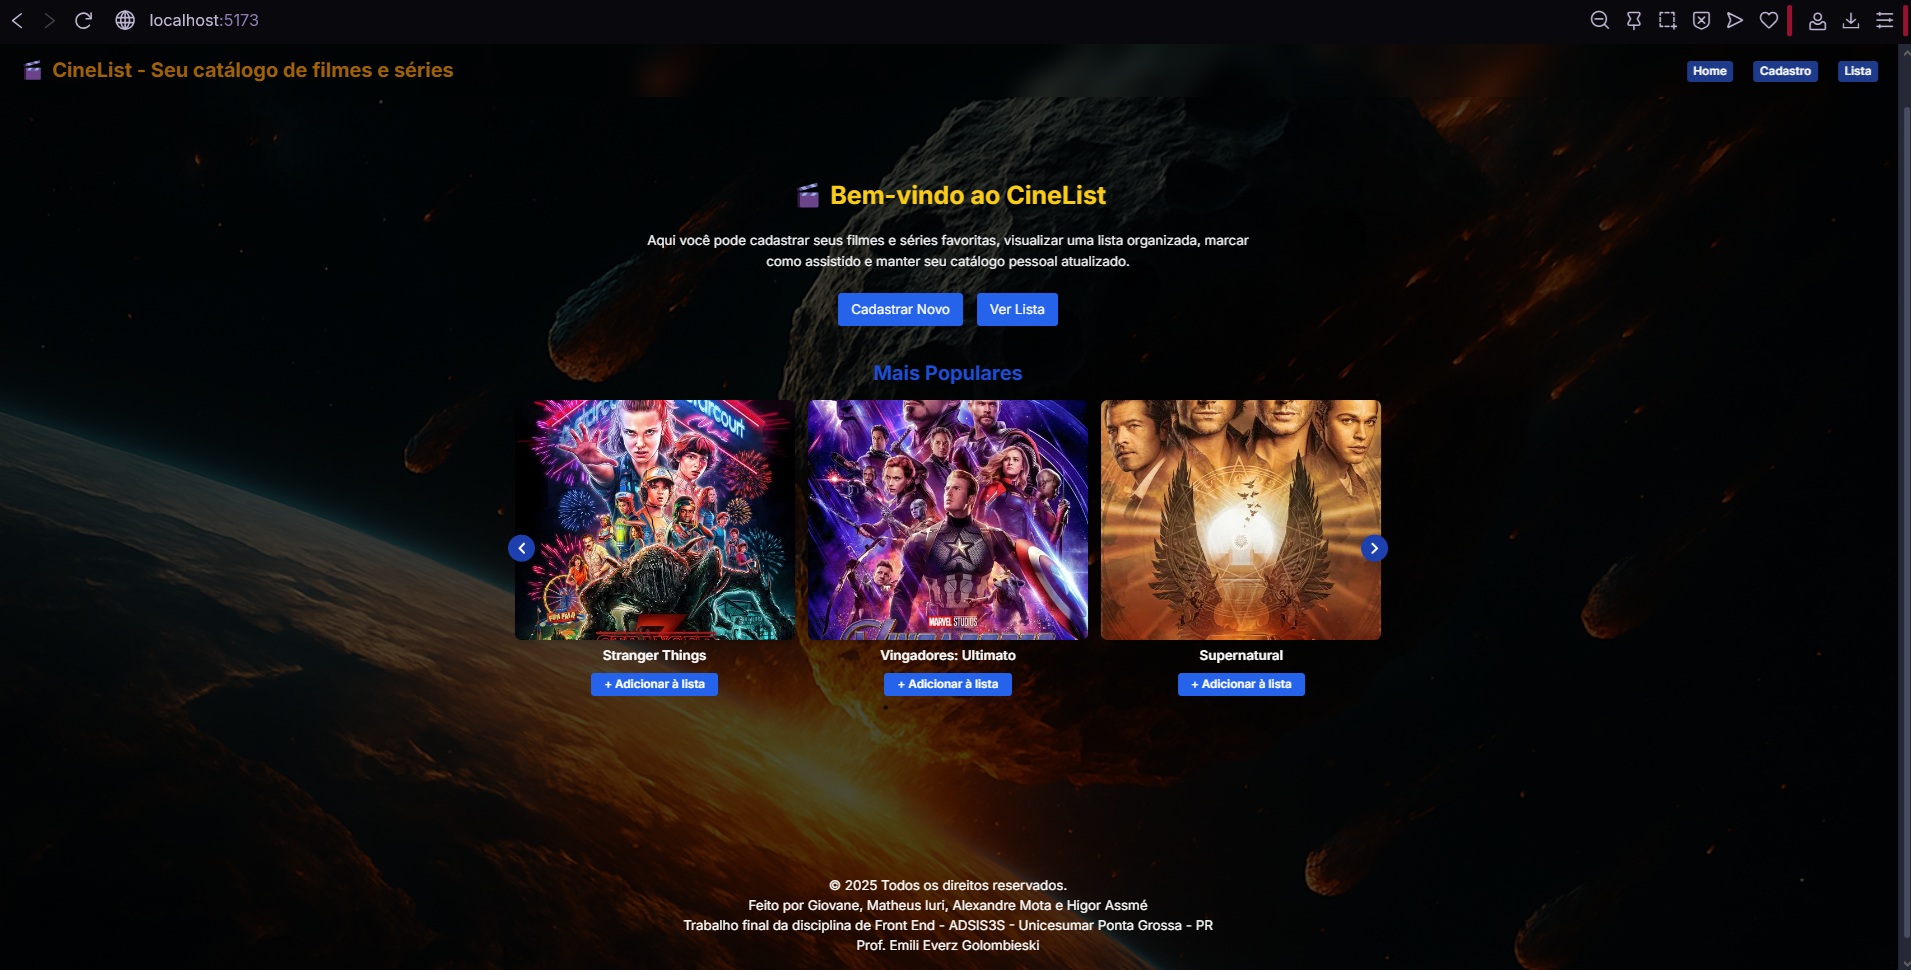 localhost:5173
CineList - Seu catálogo de filmes e séries
Home
Cadastro
Lista
Bem-vindo ao CineList
Aqui você pode cadastrar seus filmes e séries favoritas, visualizar uma lista organizada, marcar
como assistido e manter seu catálogo pessoal atualizado.
Cadastrar Novo
Ver Lista
Mais Populares
MARVEL STUDIOS
Stranger Things
Vingadores: Ultimato
Supernatural
+ Adicionar à lista
+ Adicionar à lista
+ Adicionar à lista
© 2025 Todos os direitos reservados.
Feito por Giovane, Matheus Iuri, Alexandre Mota e Higor Assmé
Trabalho final da disciplina de Front End - ADSIS3S - Unicesumar Ponta Grossa - PR
Prof. Emili Everz Golombieski